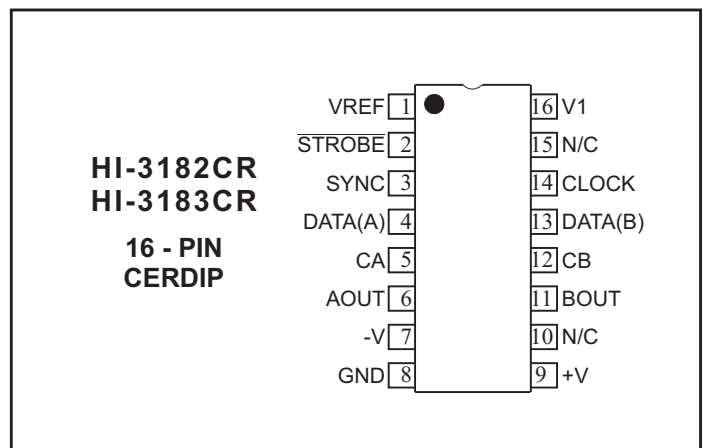 HI-3182CR
HI-3183CR
16 - PIN
CERDIP
VREF 1 16 V1
STROBE 2 15 N/C
SYNC 3 14 CLOCK
DATA(A) 4 13 DATA(B)
CA 5 12 CB
AOUT 6 11 BOUT
-V 7 10 N/C
GND 8 9 +V